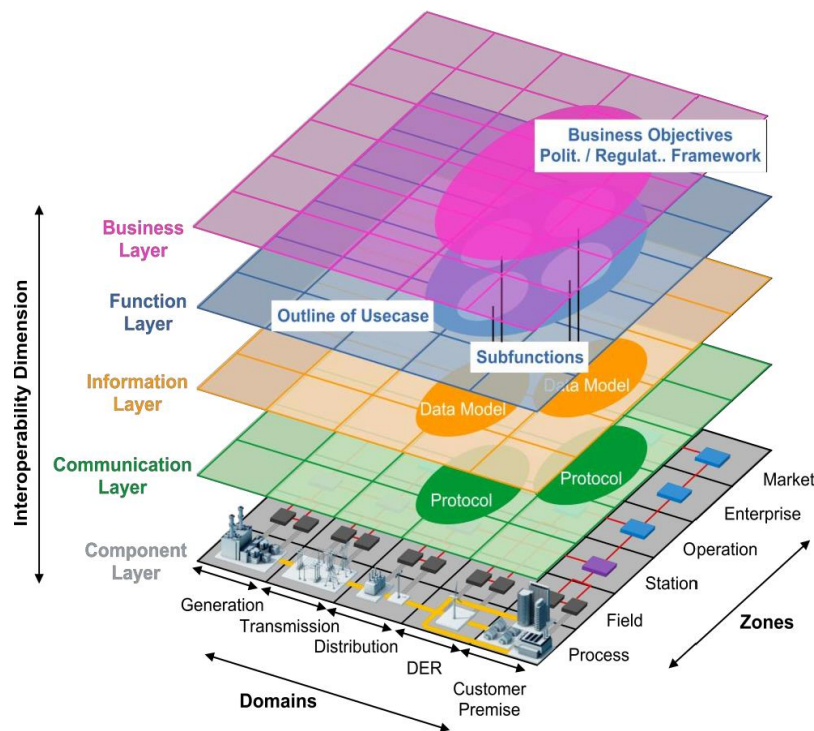 Business Objectives
Polit. / Regulat.. Framework
Interoperability Dimension
Business
Layer
Function
Layer
Outline of Usecase
Subfunctions
Information
Layer
Data Model
Data Model
Communication
Layer
Protocol
Protocol
Component
Layer
Market
Enterprise
Operation
Station
Field
Process
Zones
Generation
Transmission
Distribution
DER
Customer
Premise
Domains